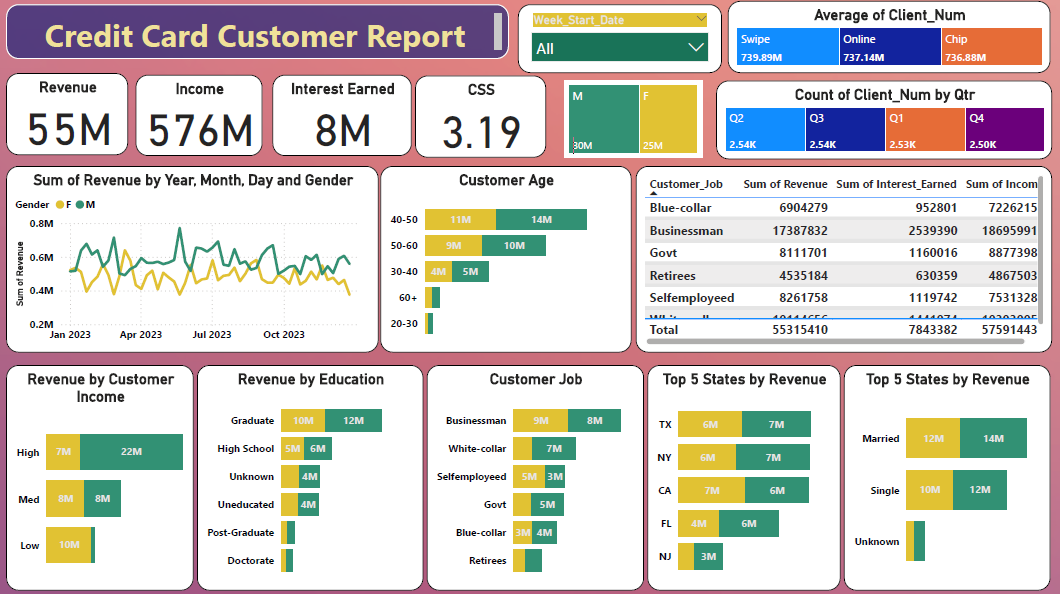 Credit Card Customer Report
Week_Start_Date
All
Average of Client_Num
Swipe Online Chip
739.89M 737.14M 736.88M
Revenue
55M
Income
576M
Interest Earned
8M
CSS
3.19
M F
30M 25M
Count of Client_Num by Qtr
Q2 Q3 Q1 Q4
2.54K 2.54K 2.53K 2.50K
Sum of Revenue by Year, Month, Day and Gender
Gender F M
Sum of Revenue
0.8M
0.6M
0.4M
0.2M
Jan 2023 Apr 2023 Jul 2023 Oct 2023
Customer Age
40-50 11M 14M
50-60 9M 10M
30-40 4M 5M
60+
20-30
Customer_Job Sum of Revenue Sum of Interest_Earned Sum of Incom
Blue-collar 6904279 952801 7226215
Businessman 17387832 2539390 18695991
Govt 8111701 1160016 8877398
Retirees 4535184 630359 4867503
Selfemployeed 8261758 1119742 7531328
Total 55315410 7843382 57591443
Revenue by Customer
Income
High 7M 22M
Med 8M 8M
Low 10M
Revenue by Education
Graduate 10M 12M
High School 5M 6M
Unknown 4M
Uneducated 4M
Post-Graduate
Doctorate
Customer Job
Businessman 9M 8M
White-collar 7M
Selfemployeed 5M 3M
Govt 5M
Blue-collar 3M 4M
Retirees
Top 5 States by Revenue
TX 6M 7M
NY 6M 7M
CA 7M 6M
FL 4M 6M
NJ 3M
Top 5 States by Revenue
Married 12M 14M
Single 10M 12M
Unknown